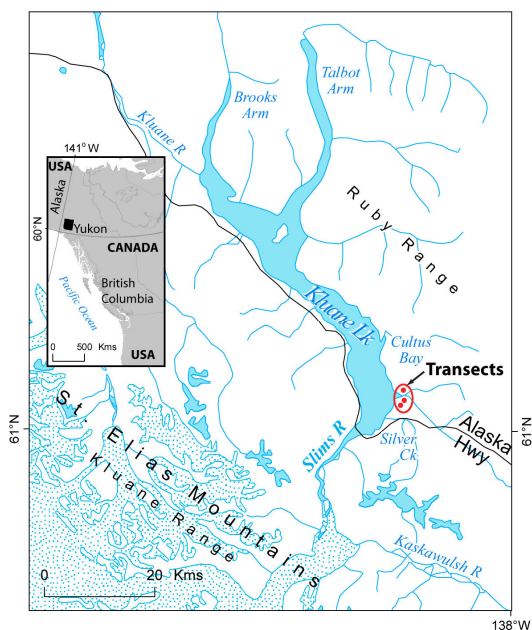 Talbot
Arm
Brooks
Arm
Kluane R
141° W
USA
Alaska
60°N
Yukon
CANADA
British
Columbia
Pacific Ocean
0 500 Kms
USA
Ruby Range
Kluane Lk
Cultus
Bay
Transects
61°N
61°N
Alaska
Hwy
Silver
Ck
Slims R
St. Elias Mountains
Kluane Range
Kaskawulsh R
0 20 Kms
138°W